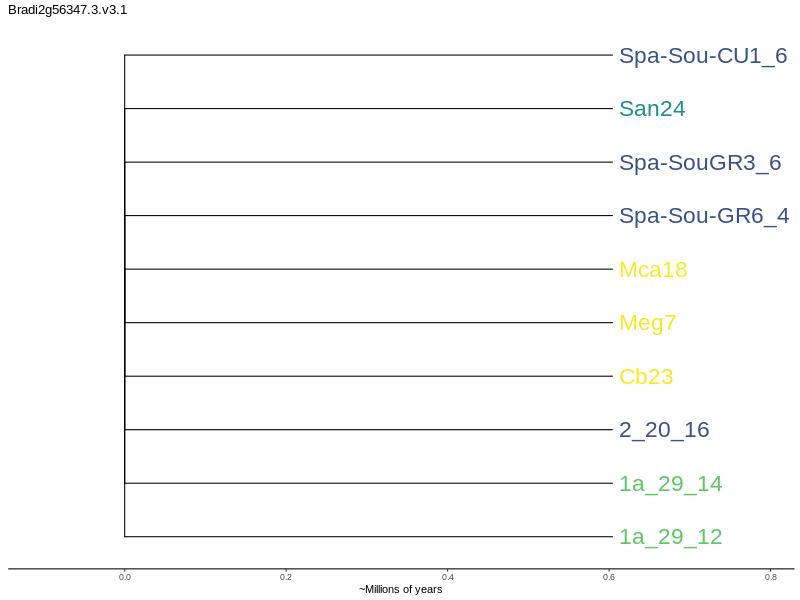 Bradi2g56347.3.v3.1
Spa-Sou-CU1_6
San24
Spa-SouGR3_6
Spa-Sou-GR6_4
Mca18
Meg7
Cb23
2_20_16
1a_29_14
1a_29_12
0.0 0.2 0.4 0.6 0.8
~Millions of years